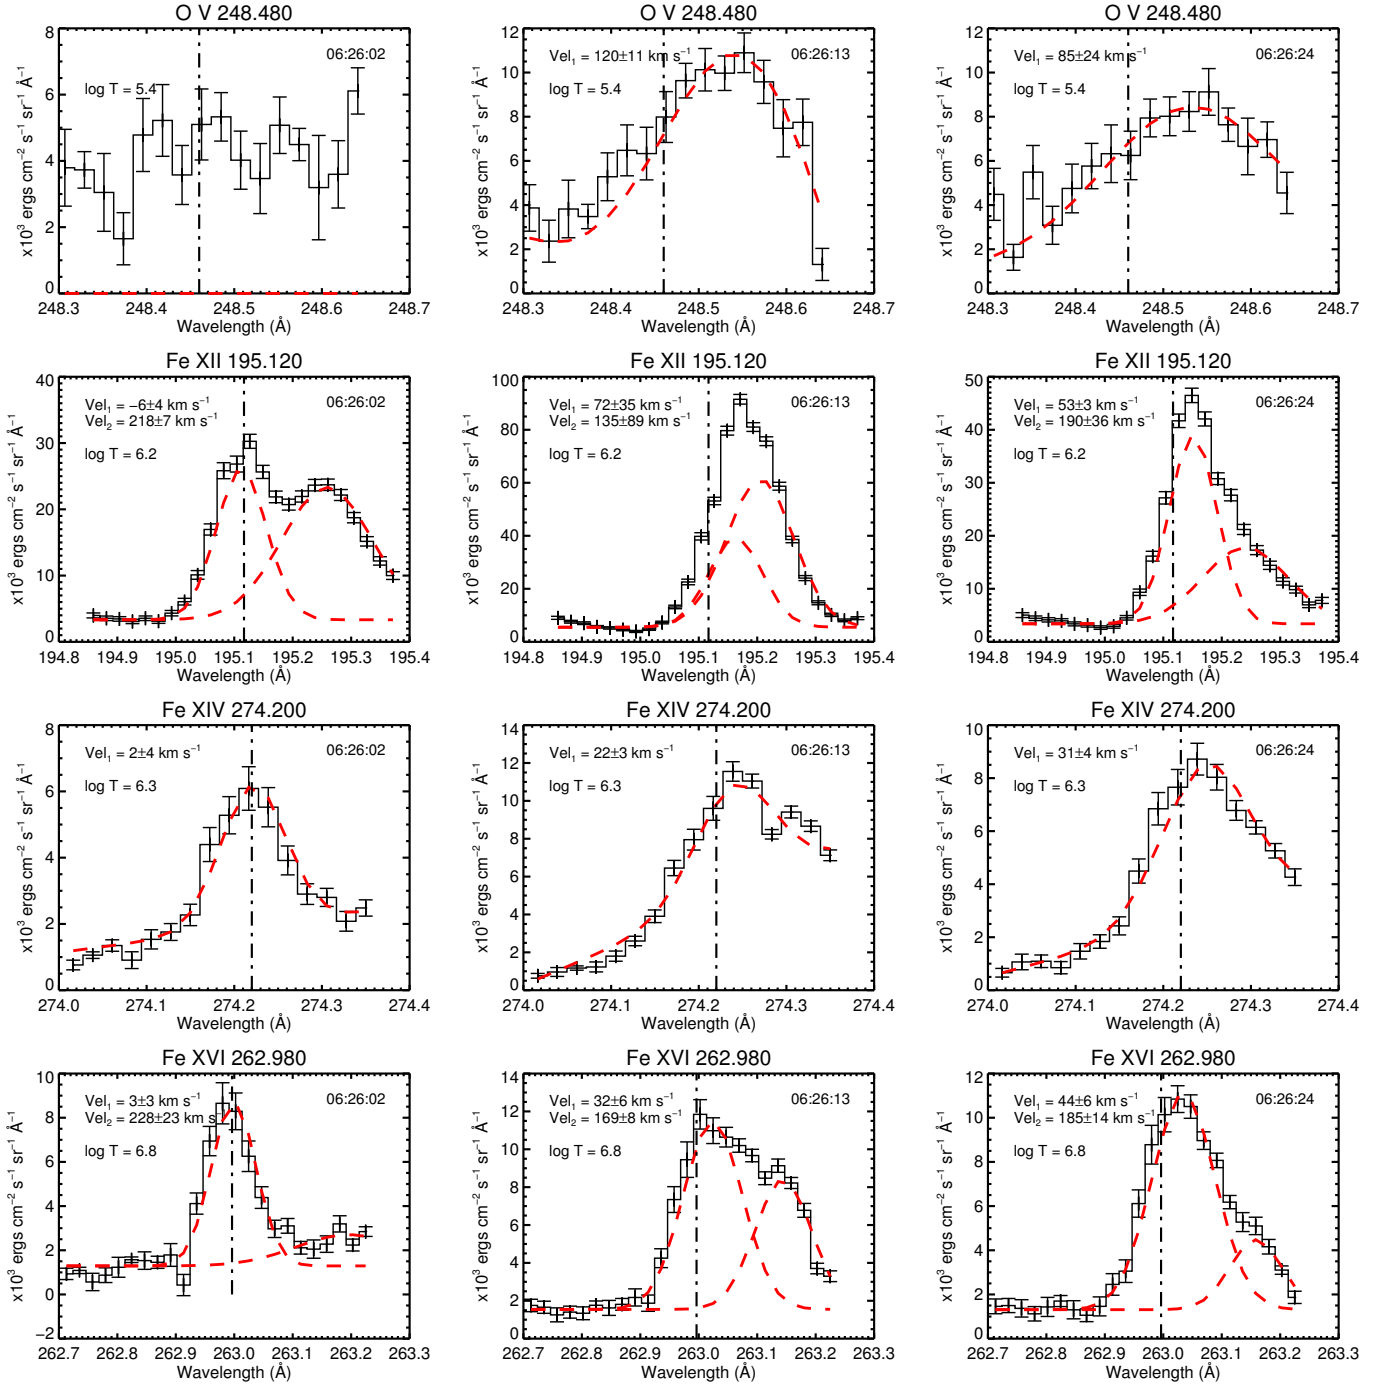 O V 248.480
06:26:02
log T = 5.4
x10³ ergs cm⁻² s⁻¹ sr⁻¹ Å⁻¹
8
6
4
2
0
248.3 248.4 248.5 248.6 248.7
Wavelength (Å)
O V 248.480
Vel₁ = 120±11 km s⁻¹ 06:26:13
log T = 5.4
x10³ ergs cm⁻² s⁻¹ sr⁻¹ Å⁻¹
12
10
8
6
4
2
0
248.3 248.4 248.5 248.6 248.7
Wavelength (Å)
O V 248.480
Vel₁ = 85±24 km s⁻¹ 06:26:24
log T = 5.4
x10³ ergs cm⁻² s⁻¹ sr⁻¹ Å⁻¹
12
10
8
6
4
2
0
248.3 248.4 248.5 248.6 248.7
Wavelength (Å)
Fe XII 195.120
Vel₁ = −6±4 km s⁻¹ 06:26:02
Vel₂ = 218±7 km s⁻¹
log T = 6.2
x10³ ergs cm⁻² s⁻¹ sr⁻¹ Å⁻¹
40
30
20
10
0
194.8 194.9 195.0 195.1 195.2 195.3 195.4
Wavelength (Å)
Fe XII 195.120
Vel₁ = 72±35 km s⁻¹ 06:26:13
Vel₂ = 135±89 km s⁻¹
log T = 6.2
x10³ ergs cm⁻² s⁻¹ sr⁻¹ Å⁻¹
100
80
60
40
20
0
194.8 194.9 195.0 195.1 195.2 195.3 195.4
Wavelength (Å)
Fe XII 195.120
Vel₁ = 53±3 km s⁻¹ 06:26:24
Vel₂ = 190±36 km s⁻¹
log T = 6.2
x10³ ergs cm⁻² s⁻¹ sr⁻¹ Å⁻¹
50
40
30
20
10
0
194.8 194.9 195.0 195.1 195.2 195.3 195.4
Wavelength (Å)
Fe XIV 274.200
Vel₁ = 2±4 km s⁻¹ 06:26:02
log T = 6.3
x10³ ergs cm⁻² s⁻¹ sr⁻¹ Å⁻¹
8
6
4
2
0
274.0 274.1 274.2 274.3 274.4
Wavelength (Å)
Fe XIV 274.200
Vel₁ = 22±3 km s⁻¹ 06:26:13
log T = 6.3
x10³ ergs cm⁻² s⁻¹ sr⁻¹ Å⁻¹
14
12
10
8
6
4
2
0
274.0 274.1 274.2 274.3 274.4
Wavelength (Å)
Fe XIV 274.200
Vel₁ = 31±4 km s⁻¹ 06:26:24
log T = 6.3
x10³ ergs cm⁻² s⁻¹ sr⁻¹ Å⁻¹
10
8
6
4
2
0
274.0 274.1 274.2 274.3 274.4
Wavelength (Å)
Fe XVI 262.980
Vel₁ = 3±3 km s⁻¹ 06:26:02
Vel₂ = 228±23 km s⁻¹
log T = 6.8
x10³ ergs cm⁻² s⁻¹ sr⁻¹ Å⁻¹
10
8
6
4
2
0
−2
262.7 262.8 262.9 263.0 263.1 263.2 263.3
Wavelength (Å)
Fe XVI 262.980
Vel₁ = 32±6 km s⁻¹ 06:26:13
Vel₂ = 169±8 km s⁻¹
log T = 6.8
x10³ ergs cm⁻² s⁻¹ sr⁻¹ Å⁻¹
14
12
10
8
6
4
2
0
262.7 262.8 262.9 263.0 263.1 263.2 263.3
Wavelength (Å)
Fe XVI 262.980
Vel₁ = 44±6 km s⁻¹ 06:26:24
Vel₂ = 185±14 km s⁻¹
log T = 6.8
x10³ ergs cm⁻² s⁻¹ sr⁻¹ Å⁻¹
12
10
8
6
4
2
0
262.7 262.8 262.9 263.0 263.1 263.2 263.3
Wavelength (Å)